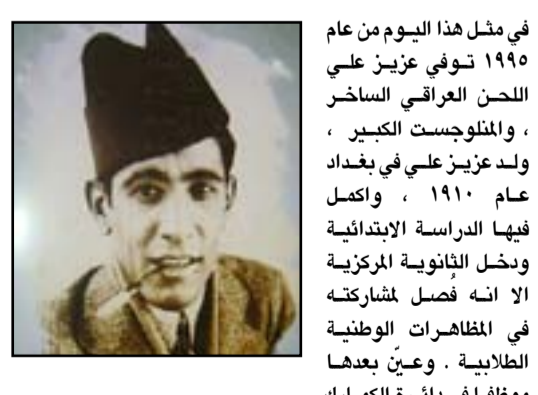 في مثل هذا اليوم من عام
١٩٩٥ توفي عزيز علي
اللحن العراقي الساخر
، والمنلوجست الكبير ،
ولد عزيز علي في بغداد
عام ١٩١٠ ، واكمل
فيها الدراسة الابتدائية
ودخل الثانوية المركزية
الا انه فُصل لمشاركته
في المظاهرات الوطنية
الطلابية . وعيّن بعدها